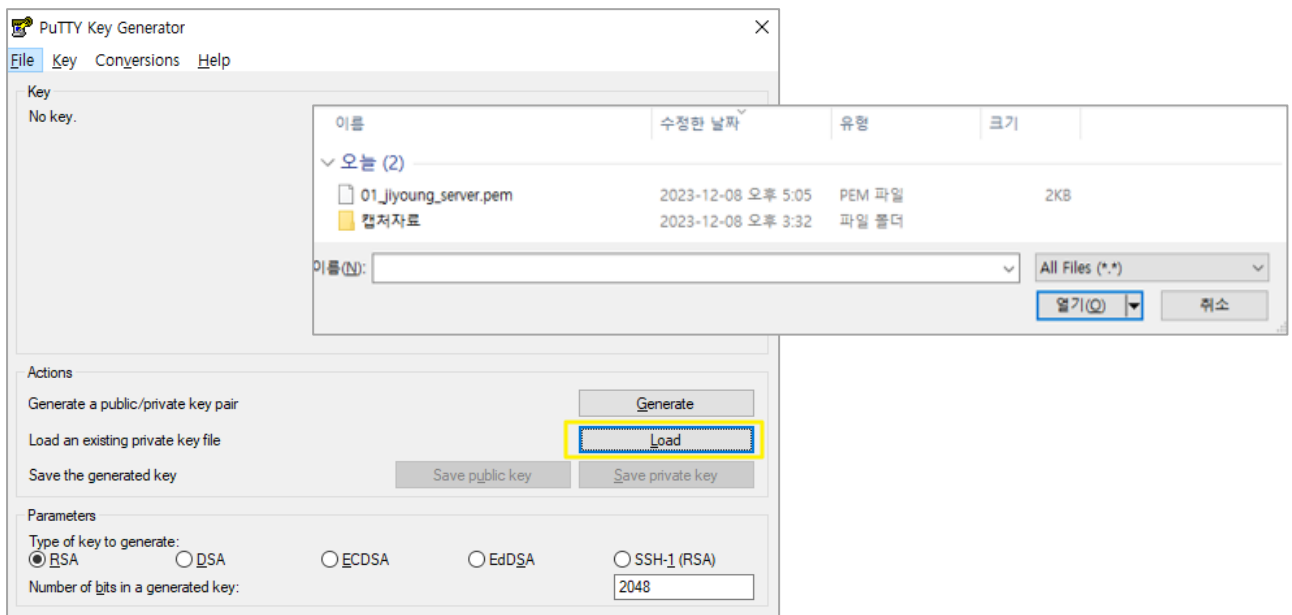 PuTTY Key Generator
File Key Conversions Help
Key
No key.
이름 수정한 날짜 유형 크기
오늘 (2)
01_jiyoung_server.pem 2023-12-08 오후 5:05 PEM 파일 2KB
캡처자료 2023-12-08 오후 3:32 파일 폴더
이름(N): All Files (*.*)
열기(O) 취소
Actions
Generate a public/private key pair Generate
Load an existing private key file Load
Save the generated key Save public key Save private key
Parameters
Type of key to generate:
RSA DSA ECDSA EdDSA SSH-1 (RSA)
Number of bits in a generated key: 2048